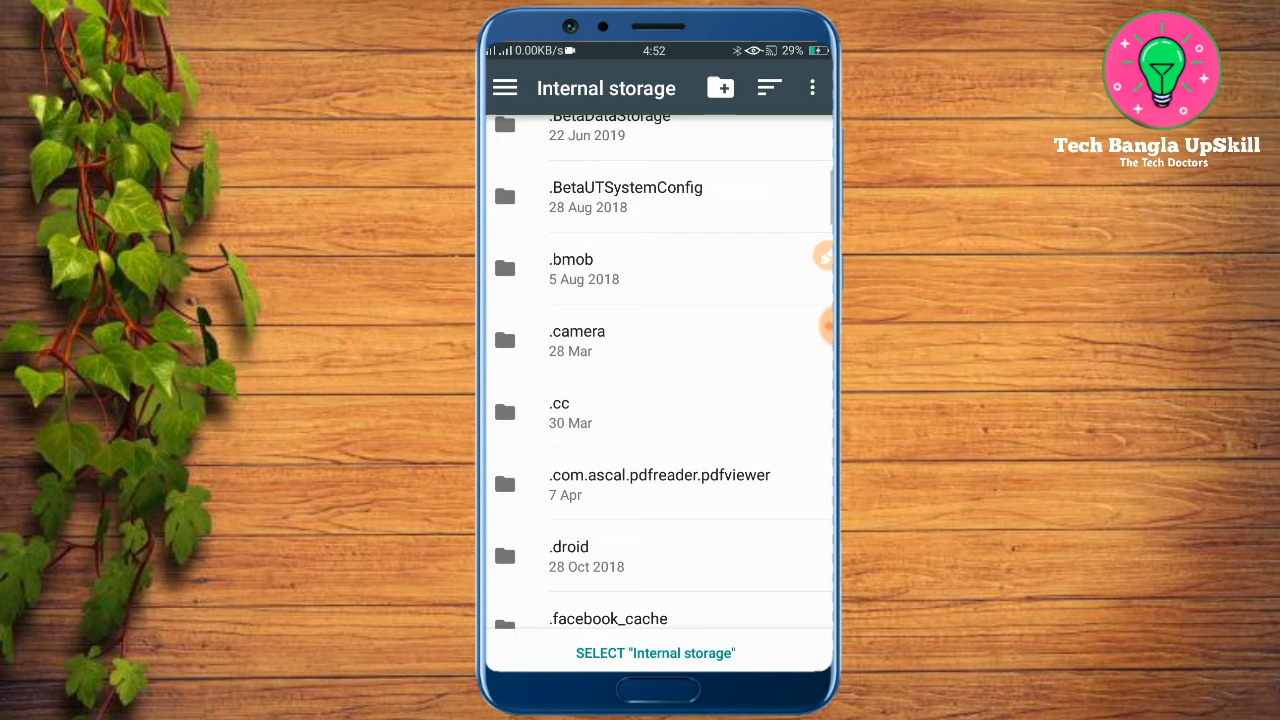 0.00KB/s
4:52
29%
Internal storage
.BetaDataStorage
22 Jun 2019
.BetaUTSystemConfig
28 Aug 2018
.bmob
5 Aug 2018
.camera
28 Mar
.cc
30 Mar
.com.ascal.pdfreader.pdfviewer
7 Apr
.droid
28 Oct 2018
.facebook_cache
SELECT "Internal storage"
Tech Bangla UpSkill
The Tech Doctors